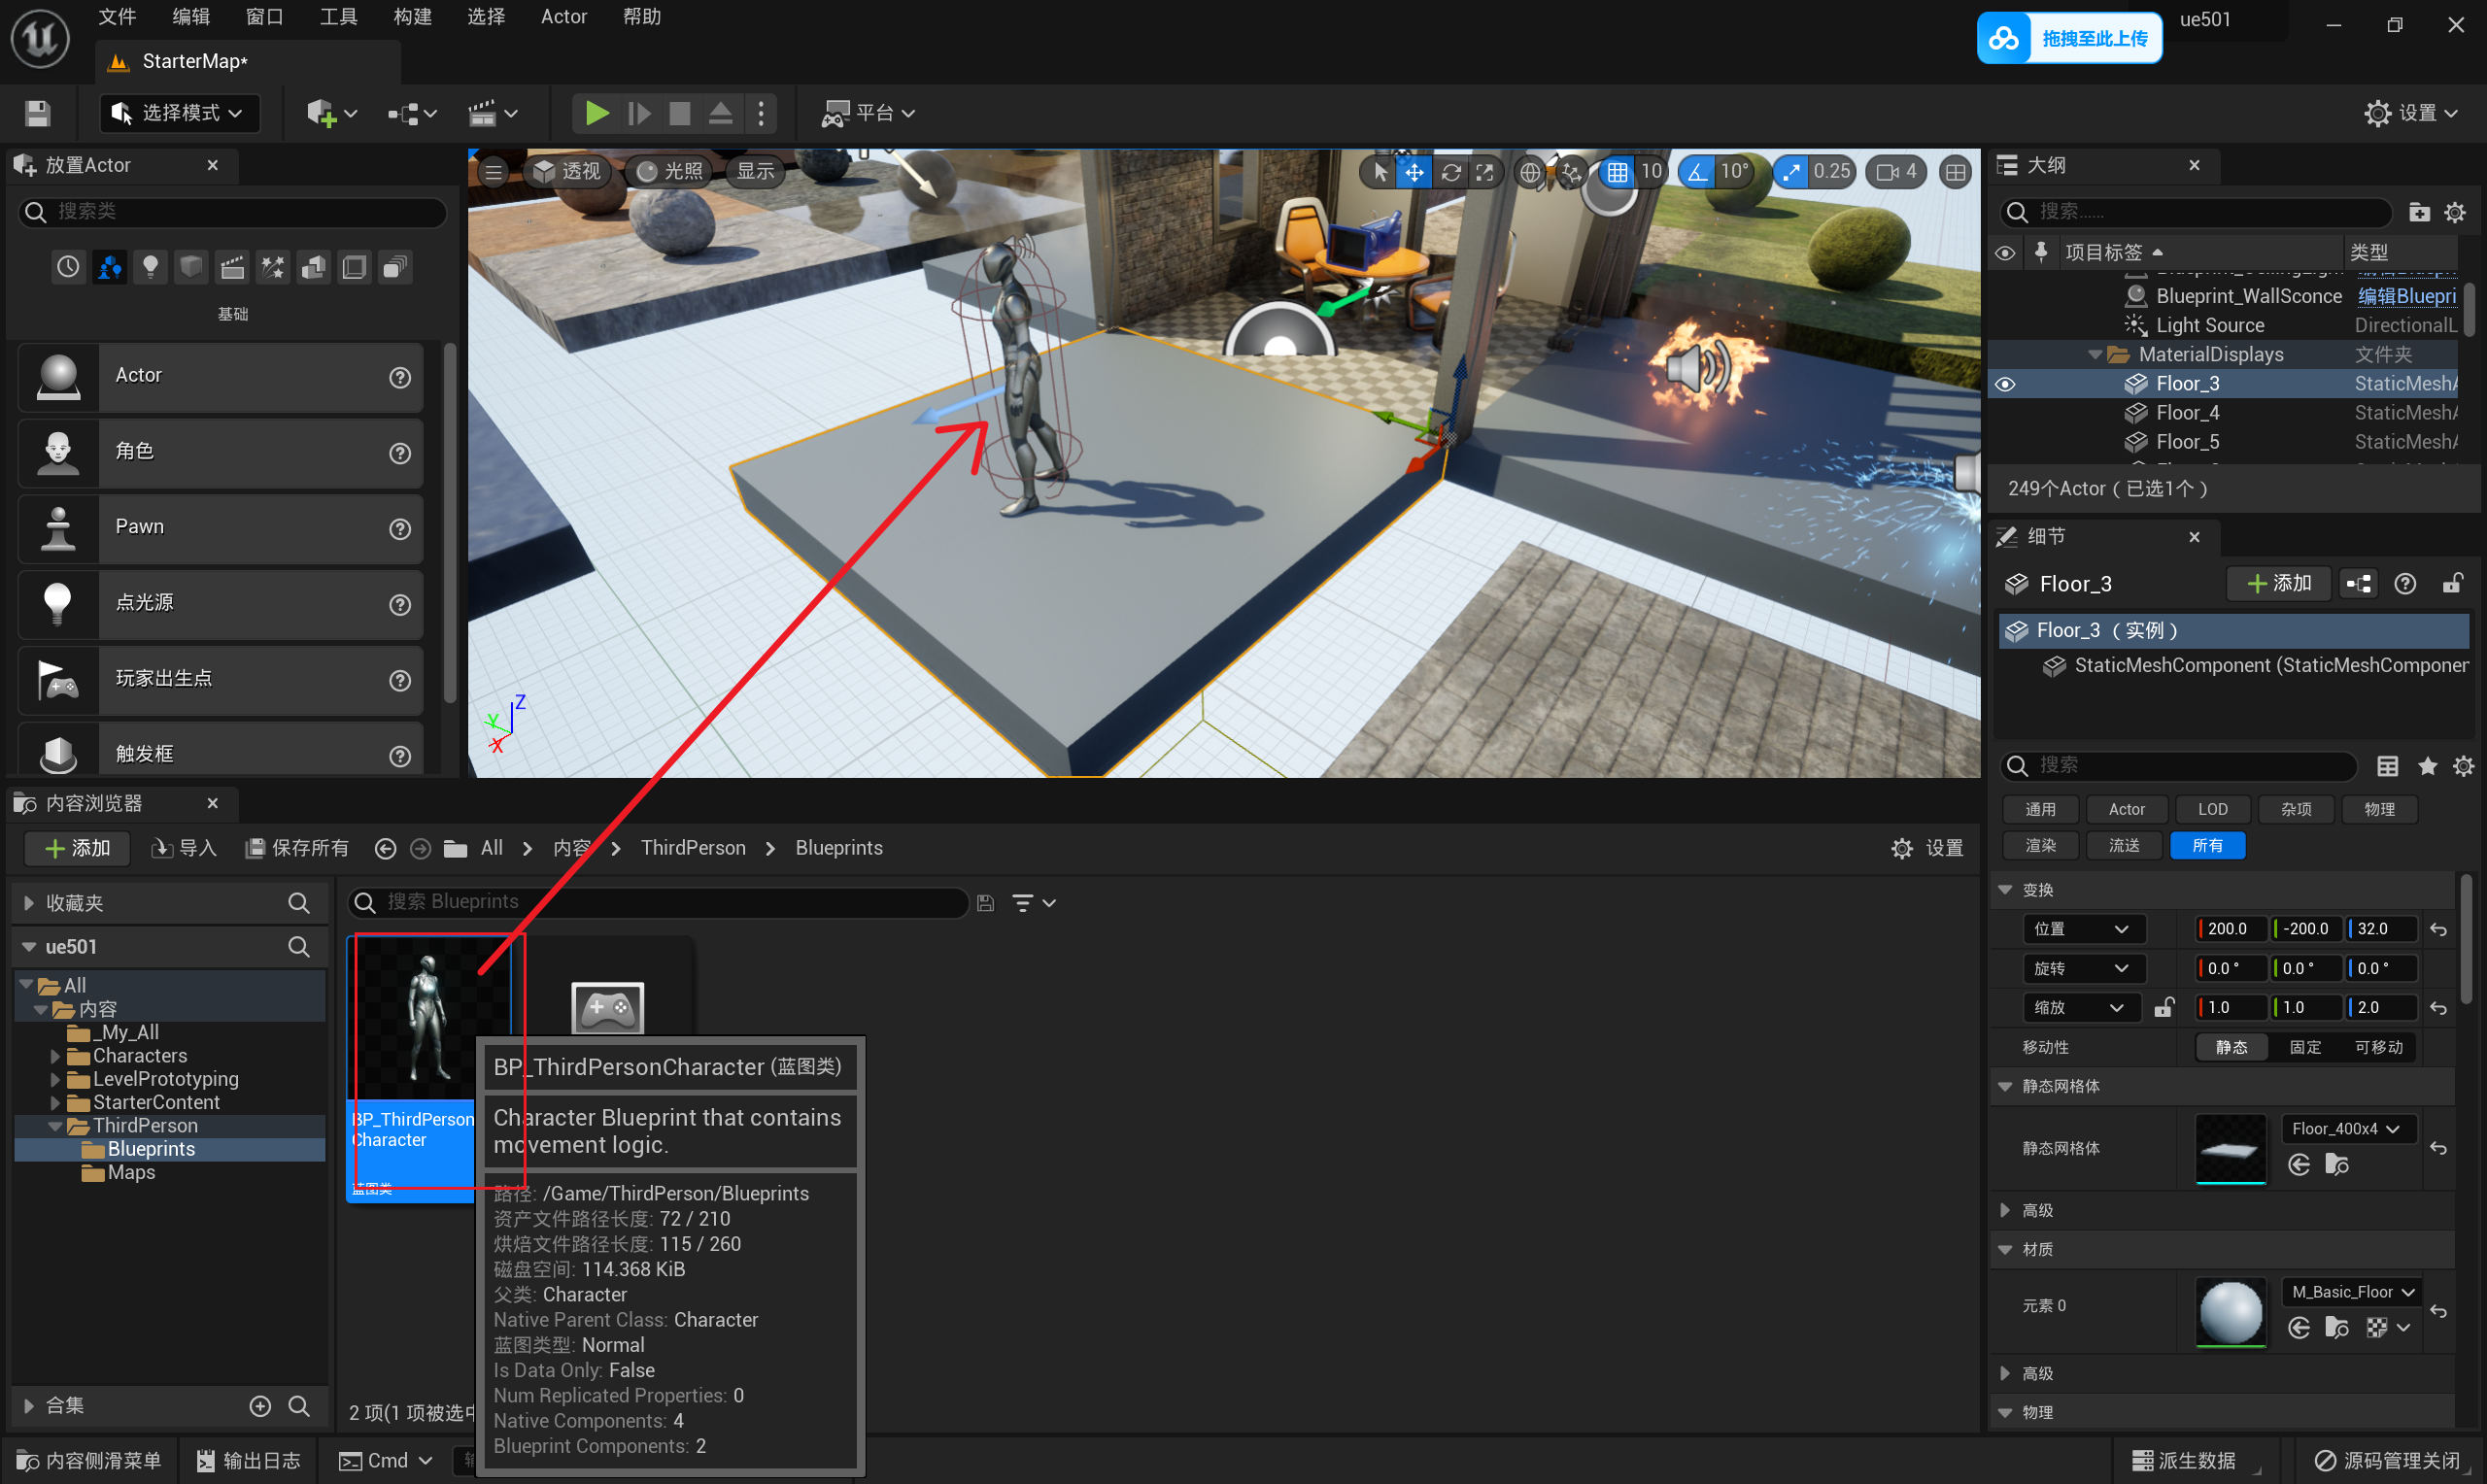 文件 编辑 窗口 工具 构建 选择 Actor 帮助
拖拽至此上传
ue501
StarterMap*
选择模式
平台
设置
放置Actor
搜索类
基础
Actor
角色
Pawn
点光源
玩家出生点
触发框
透视
光照
显示
10
10°
0.25
4
Z
Y
X
大纲
搜索......
项目标签
类型
Blueprint_WallSconce 编辑Bluepri
Light Source DirectionalL
MaterialDisplays 文件夹
Floor_3 StaticMeshA
Floor_4 StaticMeshA
Floor_5 StaticMeshA
249个Actor（已选1个）
细节
Floor_3
添加
Floor_3 （实例）
StaticMeshComponent (StaticMeshComponen
搜索
通用 Actor LOD 杂项 物理
渲染 流送 所有
变换
位置 200.0 -200.0 32.0
旋转 0.0 ° 0.0 ° 0.0 °
缩放 1.0 1.0 2.0
移动性 静态 固定 可移动
静态网格体
静态网格体 Floor_400x4
高级
材质
元素 0 M_Basic_Floor
高级
物理
内容浏览器
添加 导入 保存所有 All 内容 ThirdPerson Blueprints 设置
收藏夹
ue501
All
内容
_My_All
Characters
LevelPrototyping
StarterContent
ThirdPerson
Blueprints
Maps
合集
搜索 Blueprints
BP_ThirdPerson
Character
蓝图类
BP_ThirdPersonCharacter (蓝图类)
Character Blueprint that contains
movement logic.
路径: /Game/ThirdPerson/Blueprints
资产文件路径长度: 72 / 210
烘焙文件路径长度: 115 / 260
磁盘空间: 114.368 KiB
父类: Character
Native Parent Class: Character
蓝图类型: Normal
Is Data Only: False
Num Replicated Properties: 0
Native Components: 4
Blueprint Components: 2
2 项(1 项被选中
内容侧滑菜单 输出日志 Cmd
派生数据 源码管理关闭